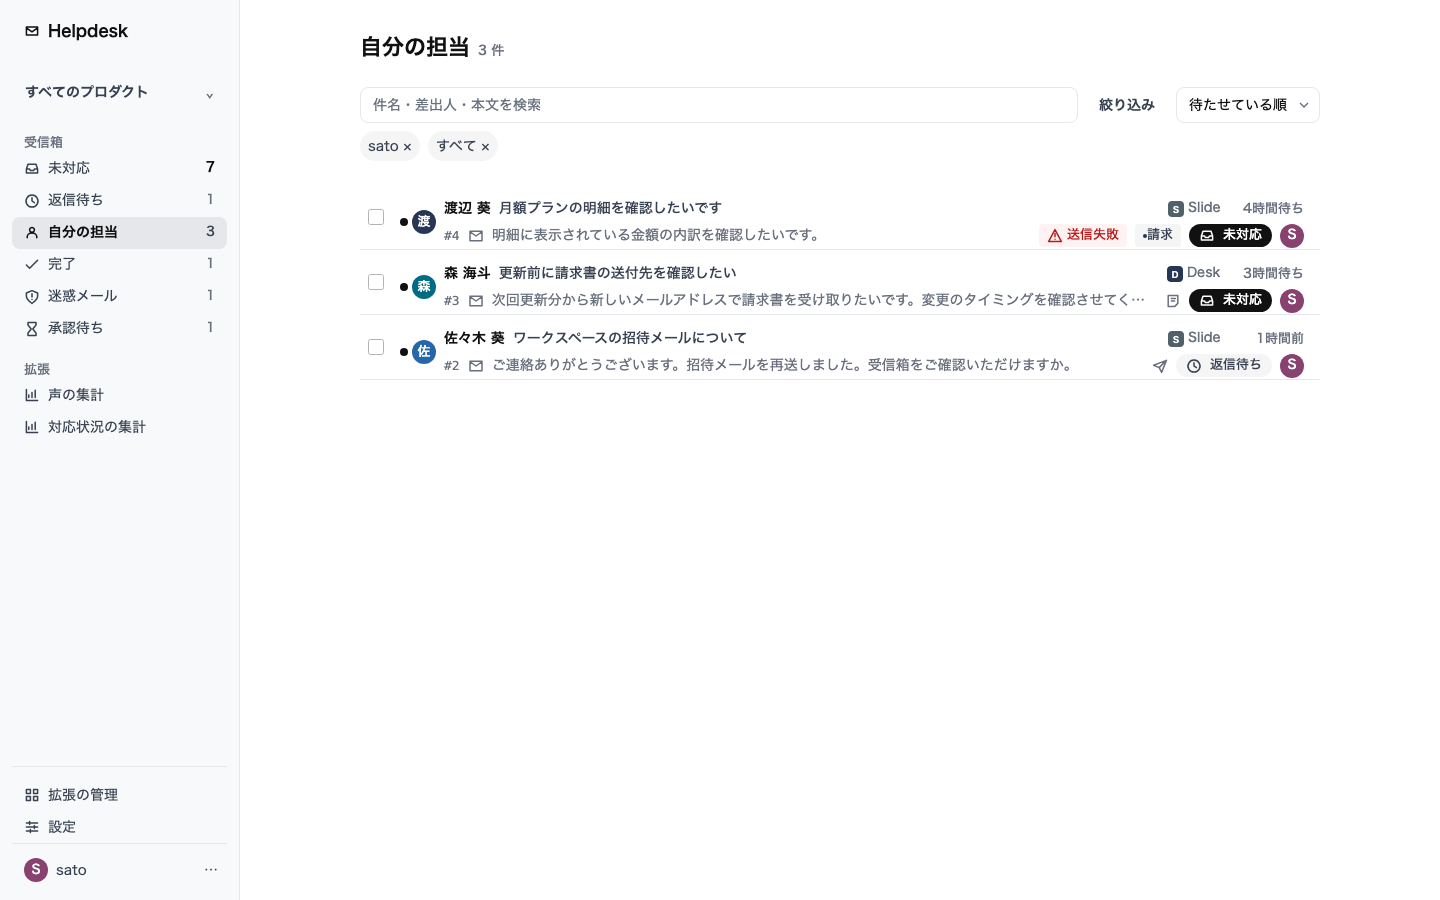 Helpdesk
すべてのプロダクト
受信箱
未対応 7
返信待ち 1
自分の担当 3
完了 1
迷惑メール 1
承認待ち 1
拡張
声の集計
対応状況の集計
拡張の管理
設定
S sato ...
自分の担当 3 件
件名・差出人・本文を検索 絞り込み 待たせている順
sato × すべて ×
渡 渡辺 葵 月額プランの明細を確認したいです S Slide 4時間待ち
#4 明細に表示されている金額の内訳を確認したいです。 送信失敗 •請求 未対応 S
森 森 海斗 更新前に請求書の送付先を確認したい D Desk 3時間待ち
#3 次回更新分から新しいメールアドレスで請求書を受け取りたいです。変更のタイミングを確認させてく… 未対応 S
佐 佐々木 葵 ワークスペースの招待メールについて S Slide 1時間前
#2 ご連絡ありがとうございます。招待メールを再送しました。受信箱をご確認いただけますか。 返信待ち S